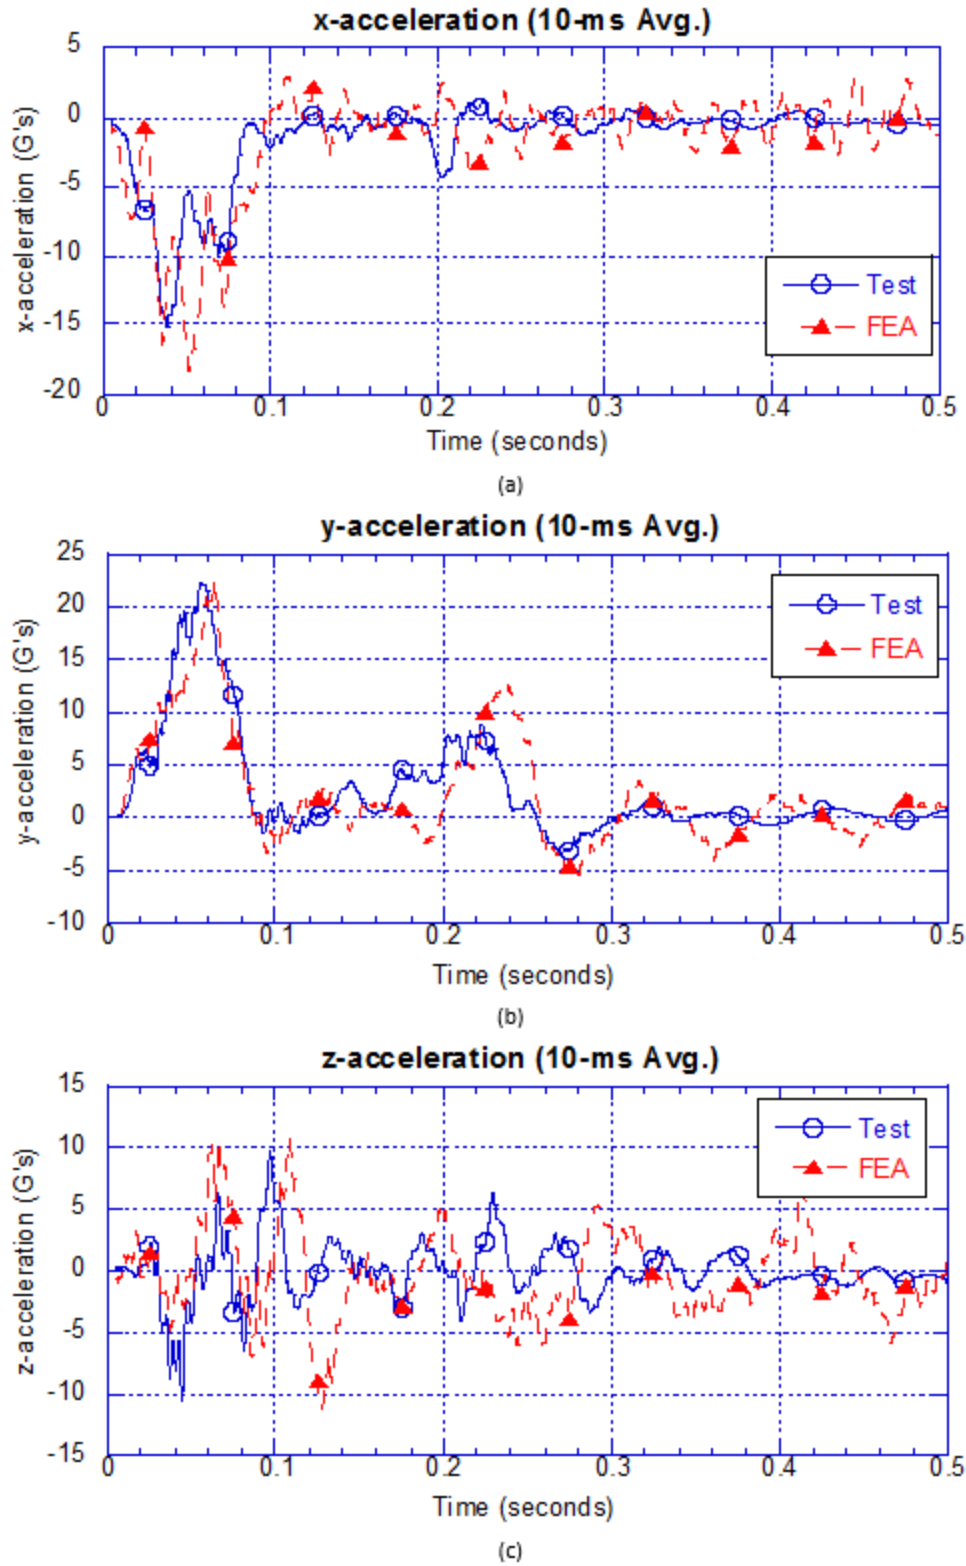 x-acceleration (10-ms Avg.)
x-acceleration (G's)
5
0
-5
-10
-15
-20
0
0.1
0.2
0.3
0.4
0.5
Test
FEA
Time (seconds)
(a)
y-acceleration (10-ms Avg.)
y-acceleration (G's)
25
20
15
10
5
0
-5
-10
0
0.1
0.2
0.3
0.4
0.5
Test
FEA
Time (seconds)
(b)
z-acceleration (10-ms Avg.)
z-acceleration (G's)
15
10
5
0
-5
-10
-15
0
0.1
0.2
0.3
0.4
0.5
Test
FEA
Time (seconds)
(c)